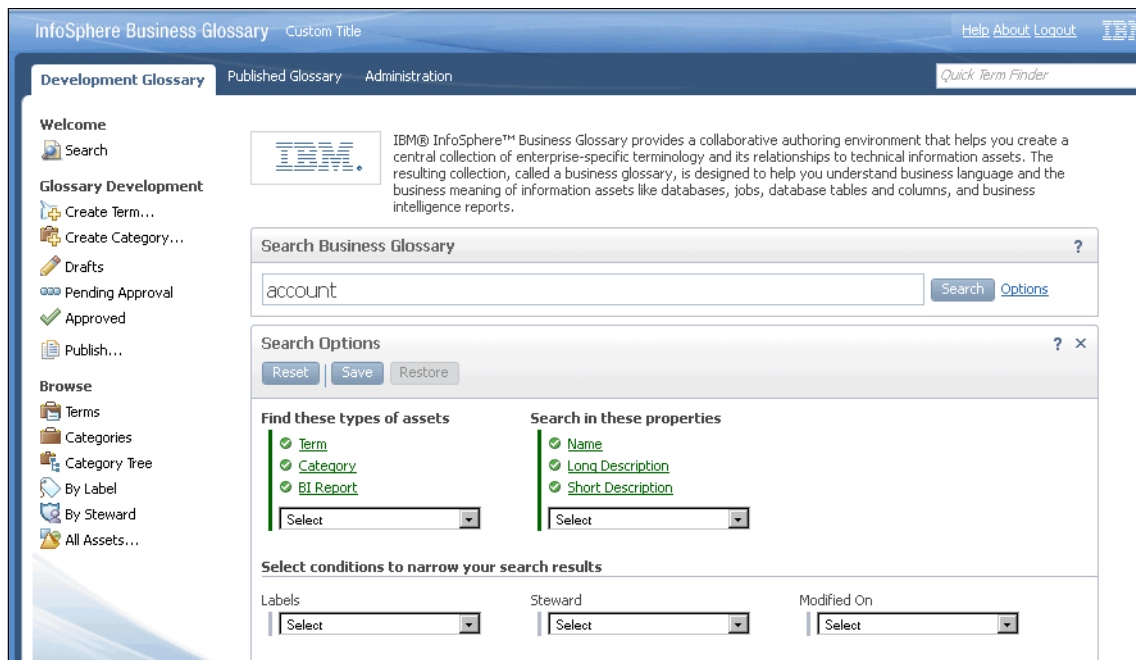 InfoSphere Business Glossary Custom Title Help About Logout IBM
Development Glossary Published Glossary Administration Quick Term Finder
Welcome
Search
Glossary Development
Create Term...
Create Category...
Drafts
Pending Approval
Approved
Publish...
Browse
Terms
Categories
Category Tree
By Label
By Steward
All Assets...
IBM.
IBM® InfoSphere™ Business Glossary provides a collaborative authoring environment that helps you create a
central collection of enterprise-specific terminology and its relationships to technical information assets. The
resulting collection, called a business glossary, is designed to help you understand business language and the
business meaning of information assets like databases, jobs, database tables and columns, and business
intelligence reports.
Search Business Glossary ?
account Search Options
Search Options ? ×
Reset Save Restore
Find these types of assets Search in these properties
Term Name
Category Long Description
BI Report Short Description
Select Select
Select conditions to narrow your search results
Labels Steward Modified On
Select Select Select